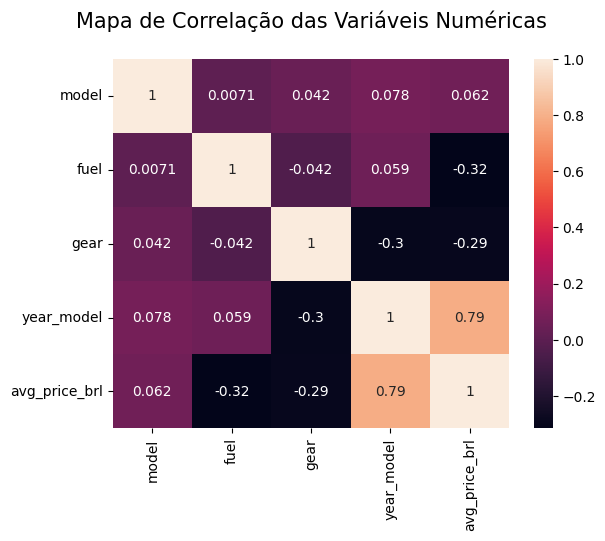 Mapa de Correlação das Variáveis Numéricas
model 1 0.0071 0.042 0.078 0.062
fuel 0.0071 1 -0.042 0.059 -0.32
gear 0.042 -0.042 1 -0.3 -0.29
year_model 0.078 0.059 -0.3 1 0.79
avg_price_brl 0.062 -0.32 -0.29 0.79 1
model fuel gear year_model avg_price_brl
1.0
0.8
0.6
0.4
0.2
0.0
−0.2